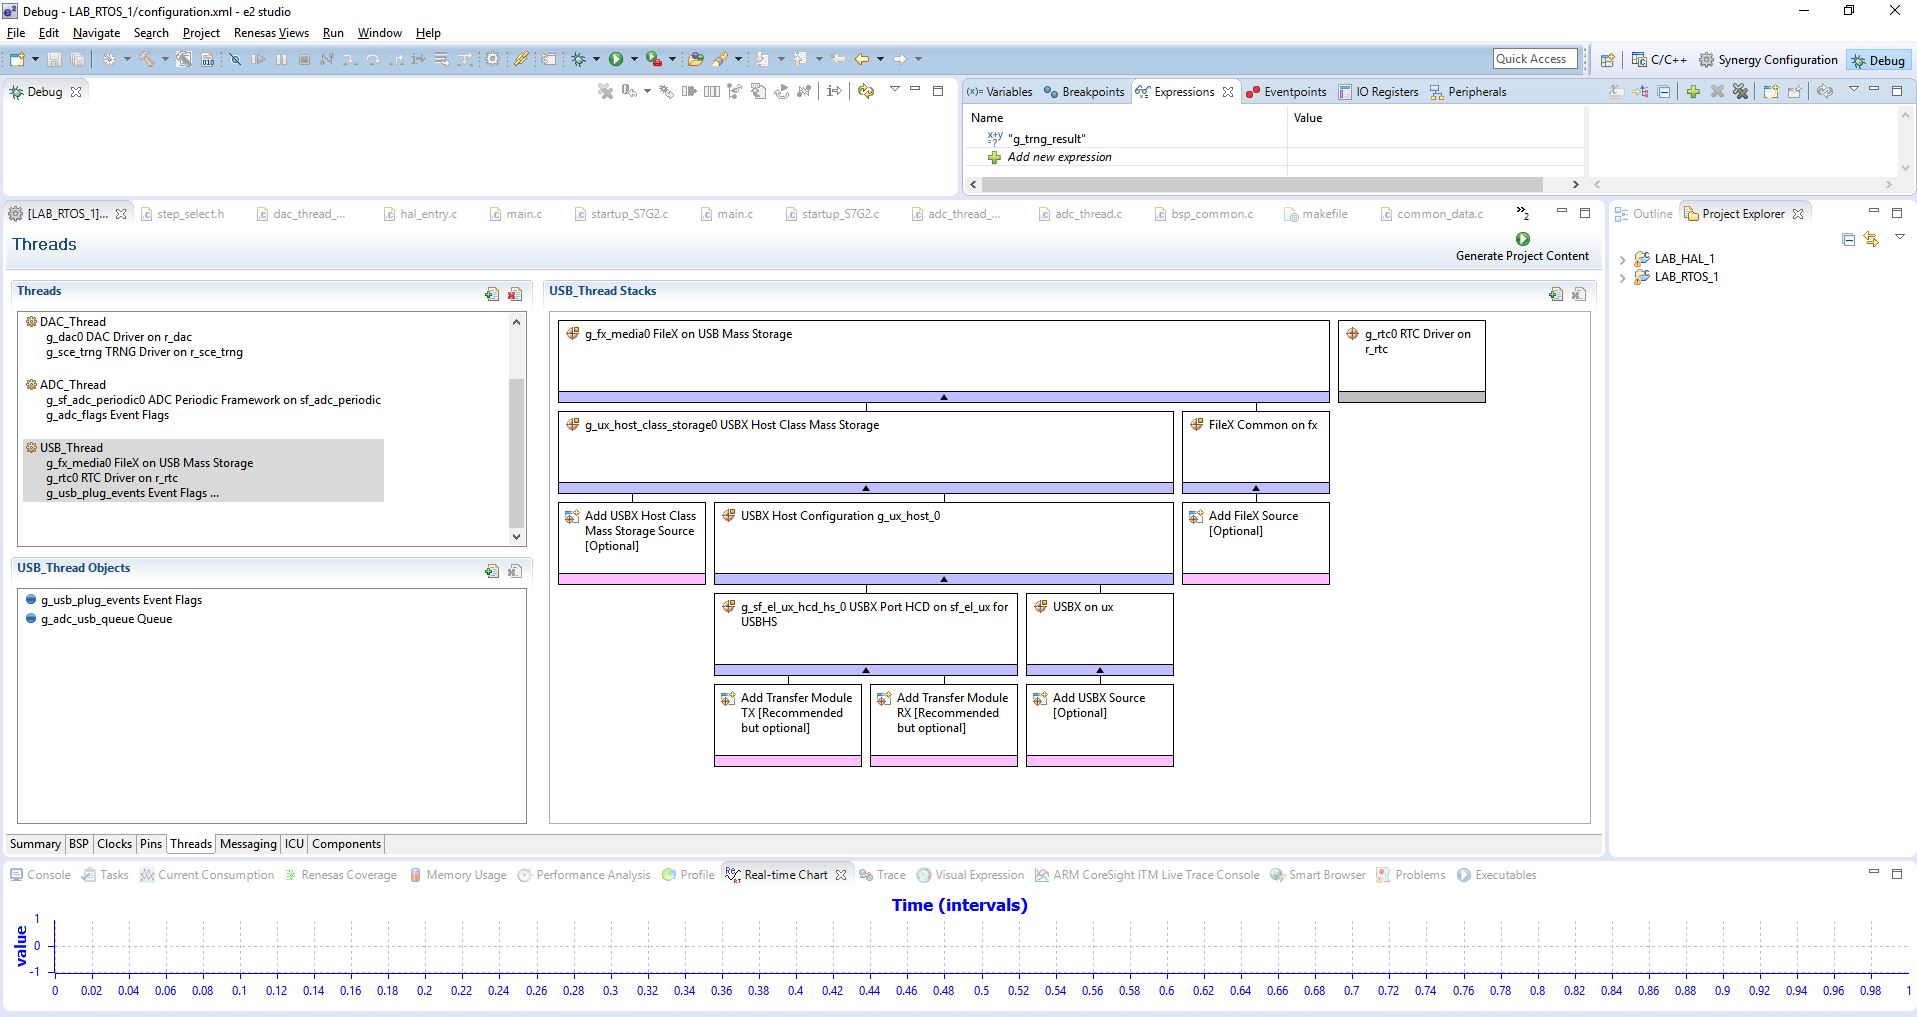 Debug - LAB_RTOS_1/configuration.xml - e2 studio
File Edit Navigate Search Project Renesas Views Run Window Help
Quick Access
C/C++
Synergy Configuration
Debug
Debug
(x)= Variables
Breakpoints
Expressions
Eventpoints
IO Registers
Peripherals
Name Value
"g_trng_result"
Add new expression
[LAB_RTOS_1]...
step_select.h
dac_thread_...
hal_entry.c
main.c
startup_S7G2.c
main.c
startup_S7G2.c
adc_thread_...
adc_thread.c
bsp_common.c
makefile
common_data.c
»2
Outline
Project Explorer
Threads
Generate Project Content
LAB_HAL_1
LAB_RTOS_1
Threads
DAC_Thread
g_dac0 DAC Driver on r_dac
g_sce_trng TRNG Driver on r_sce_trng
ADC_Thread
g_sf_adc_periodic0 ADC Periodic Framework on sf_adc_periodic
g_adc_flags Event Flags
USB_Thread
g_fx_media0 FileX on USB Mass Storage
g_rtc0 RTC Driver on r_rtc
g_usb_plug_events Event Flags ...
USB_Thread Objects
g_usb_plug_events Event Flags
g_adc_usb_queue Queue
USB_Thread Stacks
g_fx_media0 FileX on USB Mass Storage
g_rtc0 RTC Driver on
r_rtc
g_ux_host_class_storage0 USBX Host Class Mass Storage
FileX Common on fx
Add USBX Host Class
Mass Storage Source
[Optional]
USBX Host Configuration g_ux_host_0
Add FileX Source
[Optional]
g_sf_el_ux_hcd_hs_0 USBX Port HCD on sf_el_ux for
USBHS
USBX on ux
Add Transfer Module
TX [Recommended
but optional]
Add Transfer Module
RX [Recommended
but optional]
Add USBX Source
[Optional]
Summary BSP Clocks Pins Threads Messaging ICU Components
Console
Tasks
Current Consumption
Renesas Coverage
Memory Usage
Performance Analysis
Profile
Real-time Chart
Trace
Visual Expression
ARM CoreSight ITM Live Trace Console
Smart Browser
Problems
Executables
Time (intervals)
value
1
0
-1
0 0.02 0.04 0.06 0.08 0.1 0.12 0.14 0.16 0.18 0.2 0.22 0.24 0.26 0.28 0.3 0.32 0.34 0.36 0.38 0.4 0.42 0.44 0.46 0.48 0.5 0.52 0.54 0.56 0.58 0.6 0.62 0.64 0.66 0.68 0.7 0.72 0.74 0.76 0.78 0.8 0.82 0.84 0.86 0.88 0.9 0.92 0.94 0.96 0.98 1